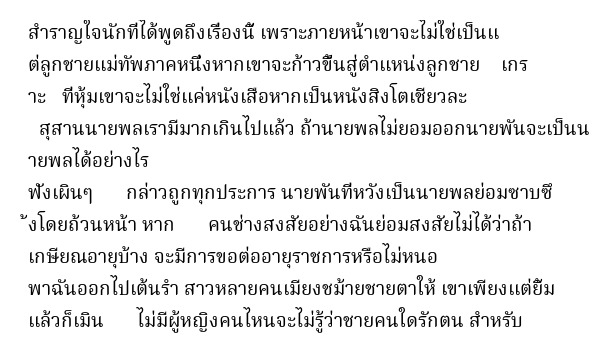 สำราญใจนักที่ได้พูดถึงเรื่องนี้ เพราะภายหน้าเขาจะไม่ใช่เป็นแ
ต่ลูกชายแม่ทัพภาคหนึ่งหากเขาจะก้าวขึ้นสู่ตำแหน่งลูกชาย เกร
าะ ที่หุ้มเขาจะไม่ใช่แค่หนังเสือหากเป็นหนังสิงโตเชียวละ
สุสานนายพลเรามีมากเกินไปแล้ว ถ้านายพลไม่ยอมออกนายพันจะเป็นน
ายพลได้อย่างไร
ฟังเผินๆ กล่าวถูกทุกประการ นายพันที่หวังเป็นนายพลย่อมซาบซึ
้งโดยถ้วนหน้า หาก คนช่างสงสัยอย่างฉันย่อมสงสัยไม่ได้ว่าถ้า
เกษียณอายุบ้าง จะมีการขอต่ออายุราชการหรือไม่หนอ
พาฉันออกไปเต้นรำ สาวหลายคนเมียงชม้ายชายตาให้ เขาเพียงแต่ยิ้ม
แล้วก็เมิน ไม่มีผู้หญิงคนไหนจะไม่รู้ว่าชายคนใดรักตน สำหรับ